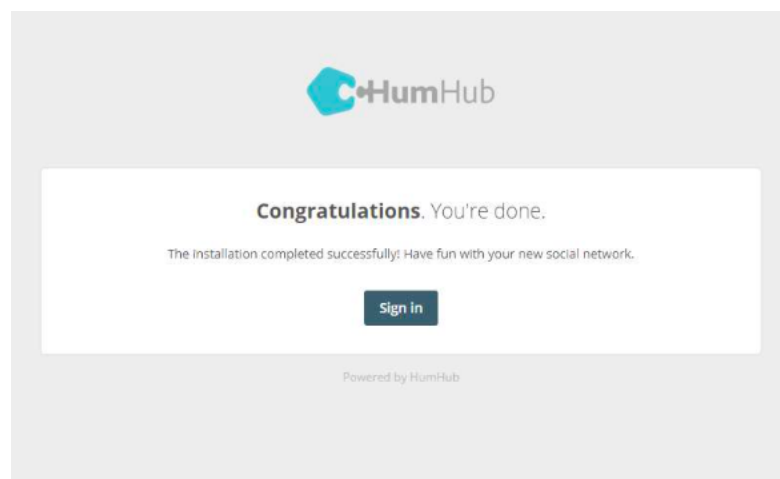 HumHub
Congratulations. You're done.
The Installation completed successfully! Have fun with your new social network.
Sign in
Powered by HumHub